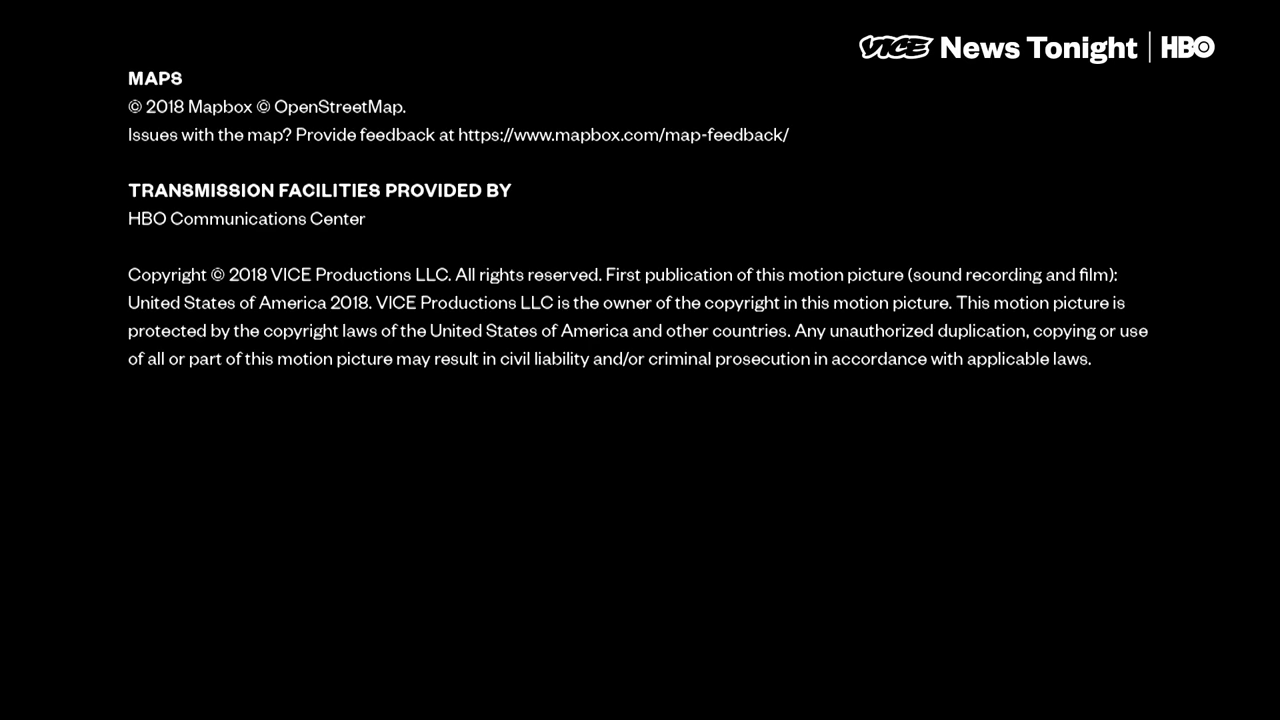 VICE News Tonight | HBO
MAPS
© 2018 Mapbox © OpenStreetMap.
Issues with the map? Provide feedback at https://www.mapbox.com/map-feedback/
TRANSMISSION FACILITIES PROVIDED BY
HBO Communications Center
Copyright © 2018 VICE Productions LLC. All rights reserved. First publication of this motion picture (sound recording and film):
United States of America 2018. VICE Productions LLC is the owner of the copyright in this motion picture. This motion picture is
protected by the copyright laws of the United States of America and other countries. Any unauthorized duplication, copying or use
of all or part of this motion picture may result in civil liability and/or criminal prosecution in accordance with applicable laws.